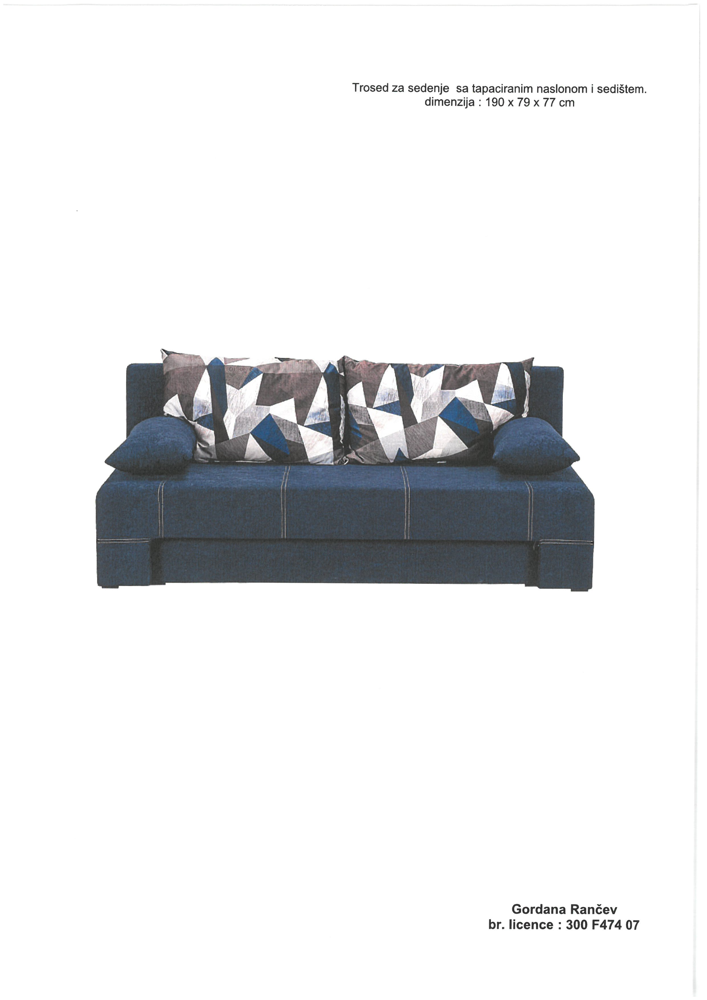 Trosed za sedenje sa tapaciranim naslonom i sedištem.
dimenzija : 190 x 79 x 77 cm
Gordana Rančev
br. licence : 300 F474 07